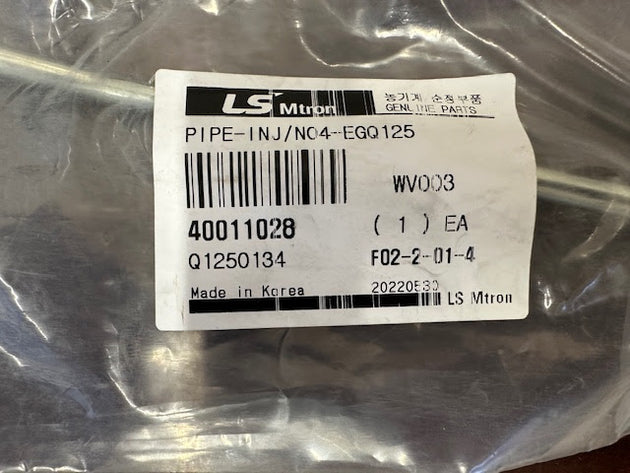 LS Mtron
농기계 순정부품
GENUINE PARTS
PIPE-INJ/NO4-EGQ125
WV003
40011028
( 1 ) EA
Q1250134
F02-2-01-4
Made in Korea
20220530
LS Mtron